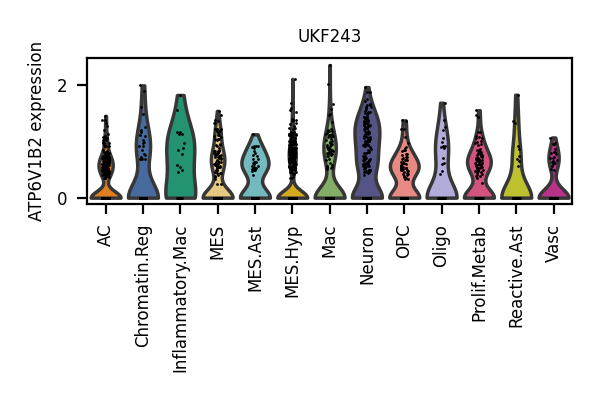 UKF243
ATP6V1B2 expression
2
0
AC
Chromatin.Reg
Inflammatory.Mac
MES
MES.Ast
MES.Hyp
Mac
Neuron
OPC
Oligo
Prolif.Metab
Reactive.Ast
Vasc